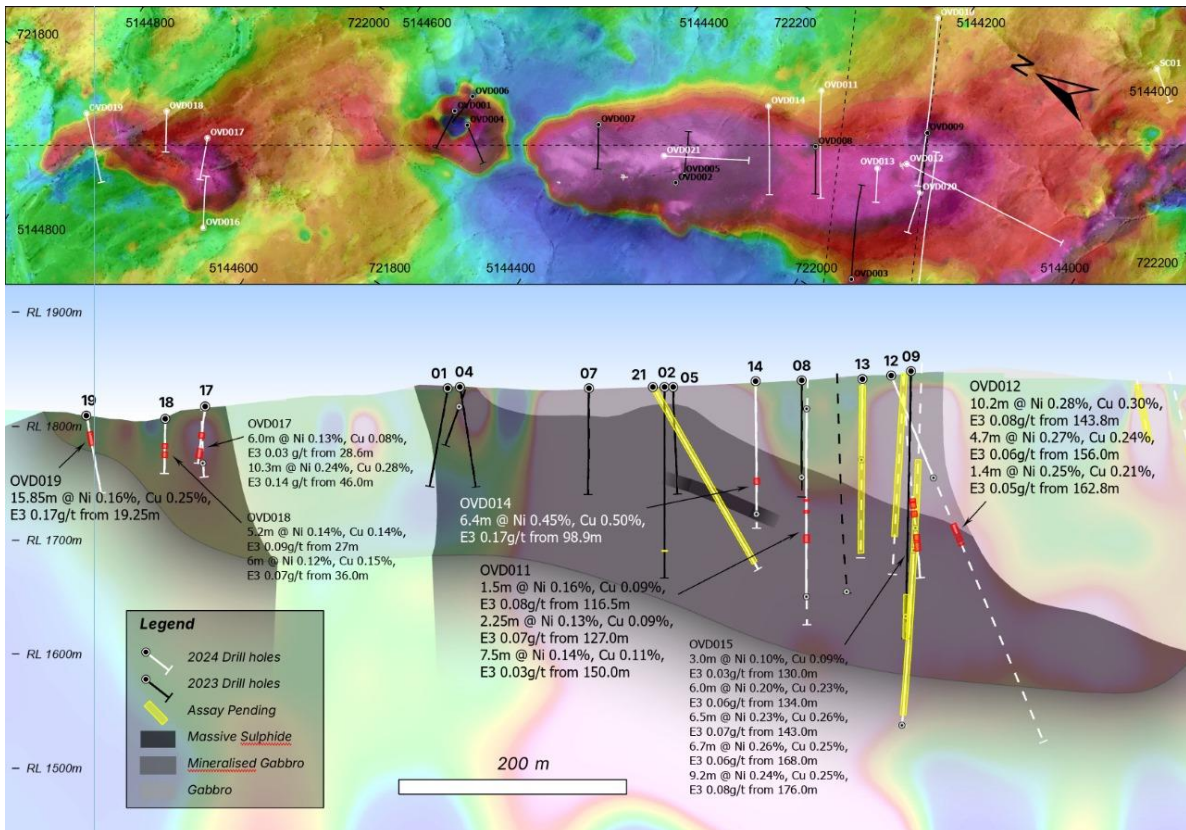 5144800
722000
5144600
722200
5144200
721800
OVD010
SC01
5144000
OVD019
OVD018
OVD017
OVD016
OVD006
OVD001
OVD004
OVD007
OVD021
OVD005
OVD002
OVD014
OVD011
OVD008
OVD013
OVD009
OVD012
OVD020
OVD003
N
5144800
5144600
721800
5144400
722000
5144000
722200
RL 1900m
RL 1800m
RL 1700m
RL 1600m
RL 1500m
19
18
17
01
04
07
21
02
05
14
08
13
12
09
OVD019
15.85m @ Ni 0.16%, Cu 0.25%,
E3 0.17g/t from 19.25m
OVD017
6.0m @ Ni 0.13%, Cu 0.08%,
E3 0.03 g/t from 28.6m
10.3m @ Ni 0.24%, Cu 0.28%,
E3 0.14 g/t from 46.0m
OVD018
5.2m @ Ni 0.14%, Cu 0.14%,
E3 0.09g/t from 27m
6m @ Ni 0.12%, Cu 0.15%,
E3 0.07g/t from 36.0m
OVD014
6.4m @ Ni 0.45%, Cu 0.50%,
E3 0.17g/t from 98.9m
OVD011
1.5m @ Ni 0.16%, Cu 0.09%,
E3 0.08g/t from 116.5m
2.25m @ Ni 0.13%, Cu 0.09%,
E3 0.07g/t from 127.0m
7.5m @ Ni 0.14%, Cu 0.11%,
E3 0.03g/t from 150.0m
OVD012
10.2m @ Ni 0.28%, Cu 0.30%,
E3 0.08g/t from 143.8m
4.7m @ Ni 0.27%, Cu 0.24%,
E3 0.06g/t from 156.0m
1.4m @ Ni 0.25%, Cu 0.21%,
E3 0.05g/t from 162.8m
OVD015
3.0m @ Ni 0.10%, Cu 0.09%,
E3 0.03g/t from 130.0m
6.0m @ Ni 0.20%, Cu 0.23%,
E3 0.06g/t from 134.0m
6.5m @ Ni 0.23%, Cu 0.26%,
E3 0.07g/t from 143.0m
6.7m @ Ni 0.26%, Cu 0.25%,
E3 0.06g/t from 168.0m
9.2m @ Ni 0.24%, Cu 0.25%,
E3 0.08g/t from 176.0m
Legend
2024 Drill holes
2023 Drill holes
Assay Pending
Massive Sulphide
Mineralised Gabbro
Gabbro
200 m